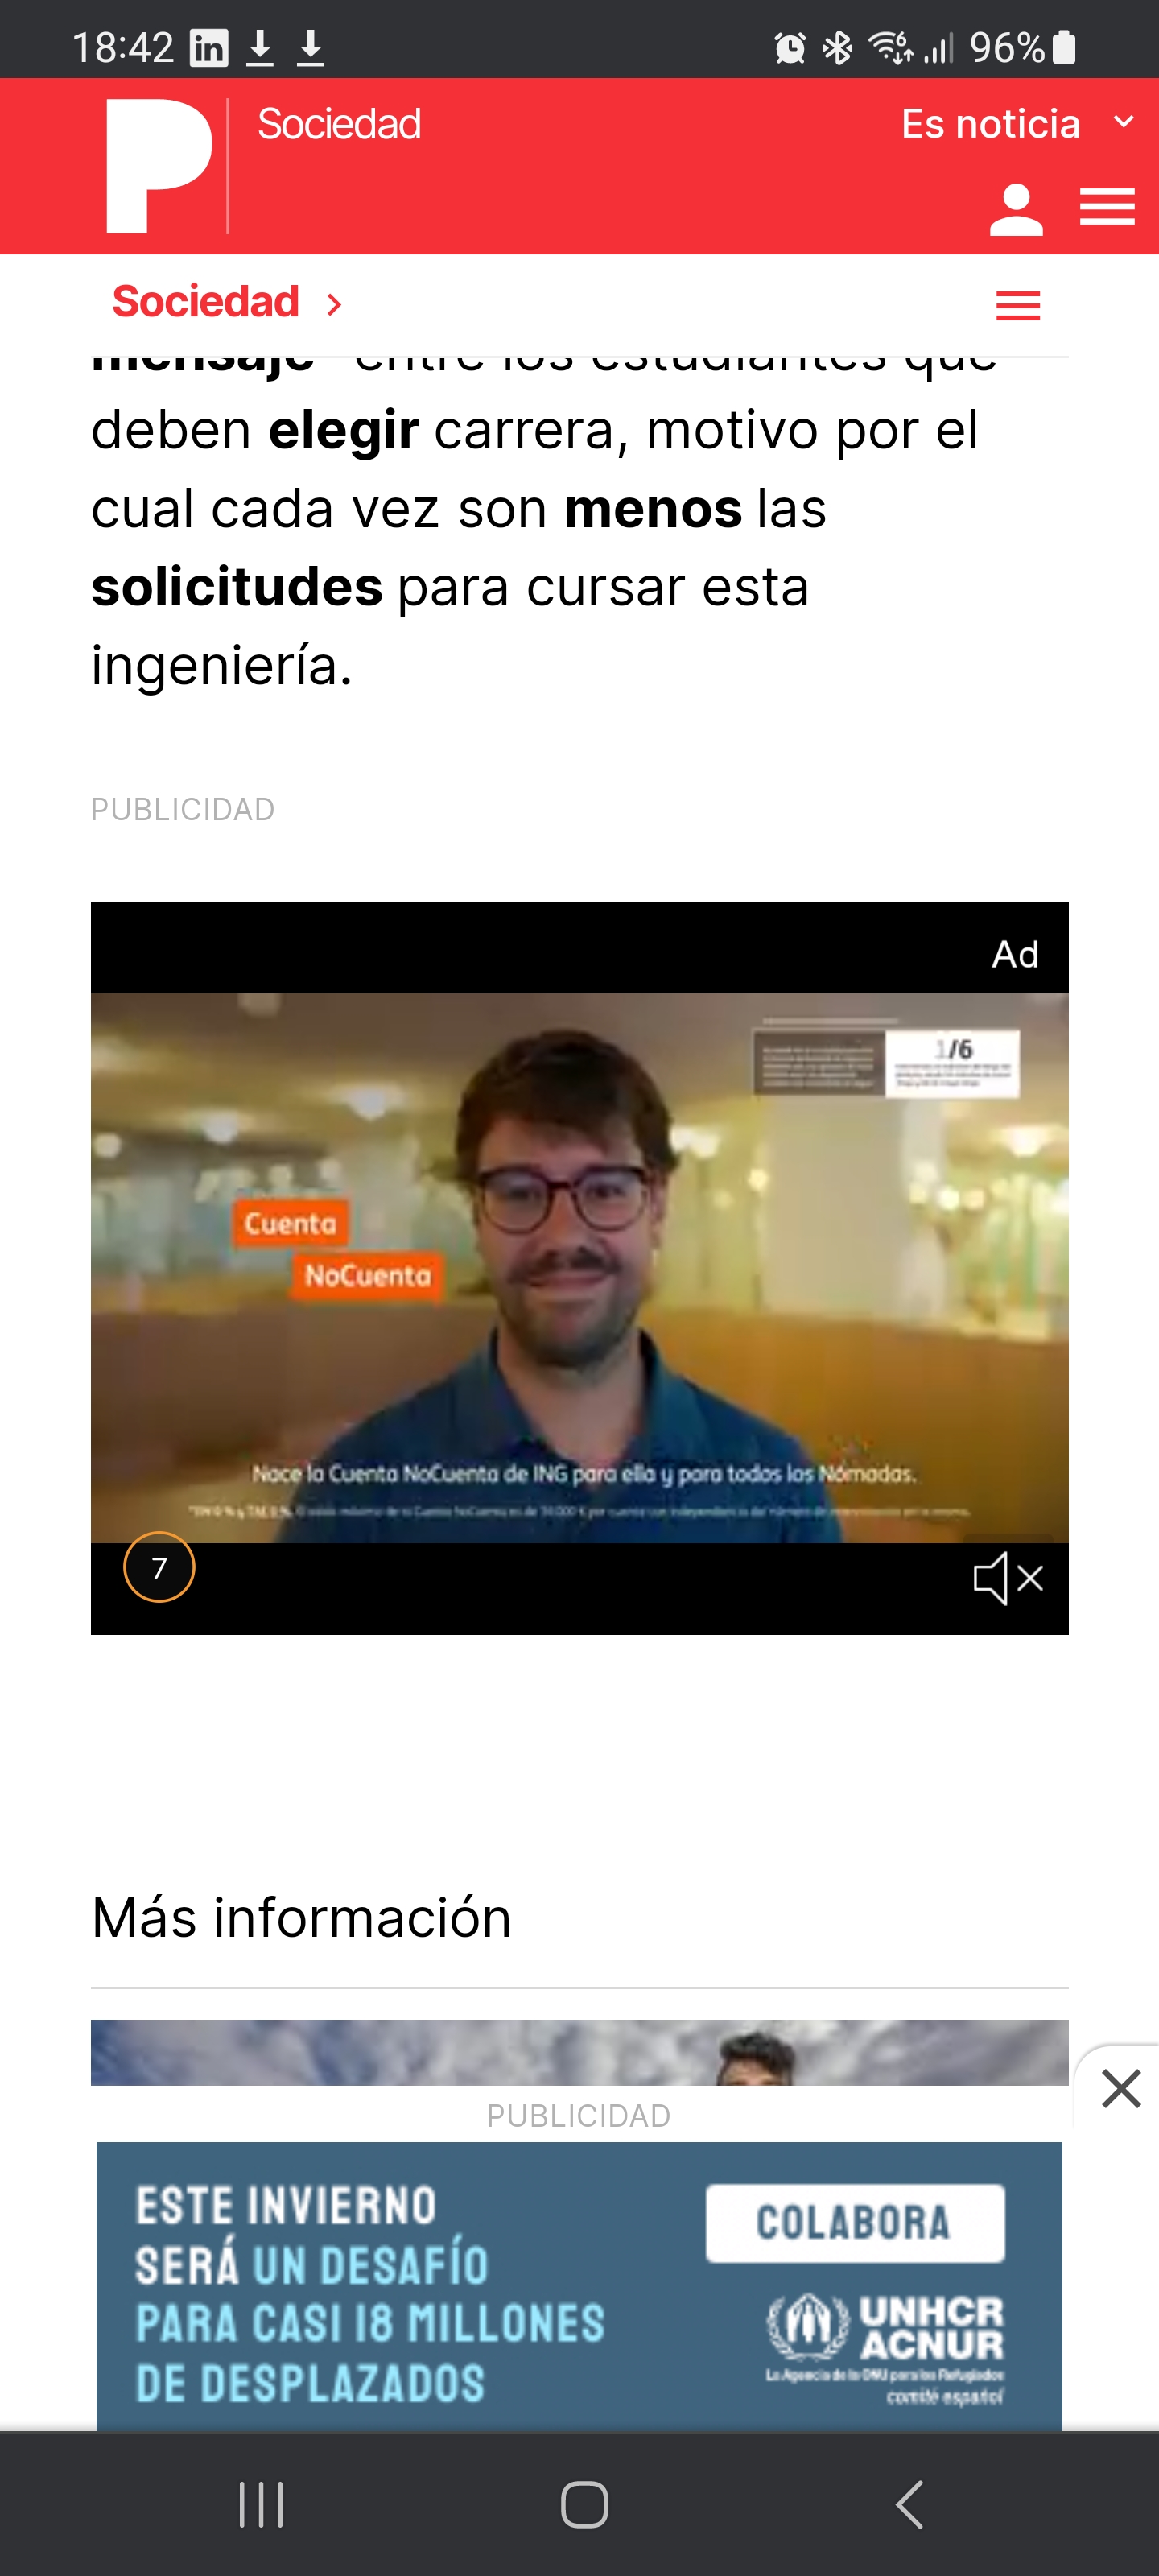 18:42
96%
P
Sociedad
Es noticia
Sociedad
mensaje" entre los estudiantes que
deben elegir carrera, motivo por el
cual cada vez son menos las
solicitudes para cursar esta
ingeniería.
PUBLICIDAD
Ad
1/6
Cuenta
NoCuenta
Nace la Cuenta NoCuenta de ING para ella y para todos los Nómadas.
7
Más información
PUBLICIDAD
ESTE INVIERNO
SERÁ UN DESAFÍO
PARA CASI 18 MILLONES
DE DESPLAZADOS
COLABORA
UNHCR
ACNUR
La Agencia de la ONU para los Refugiados
comité español